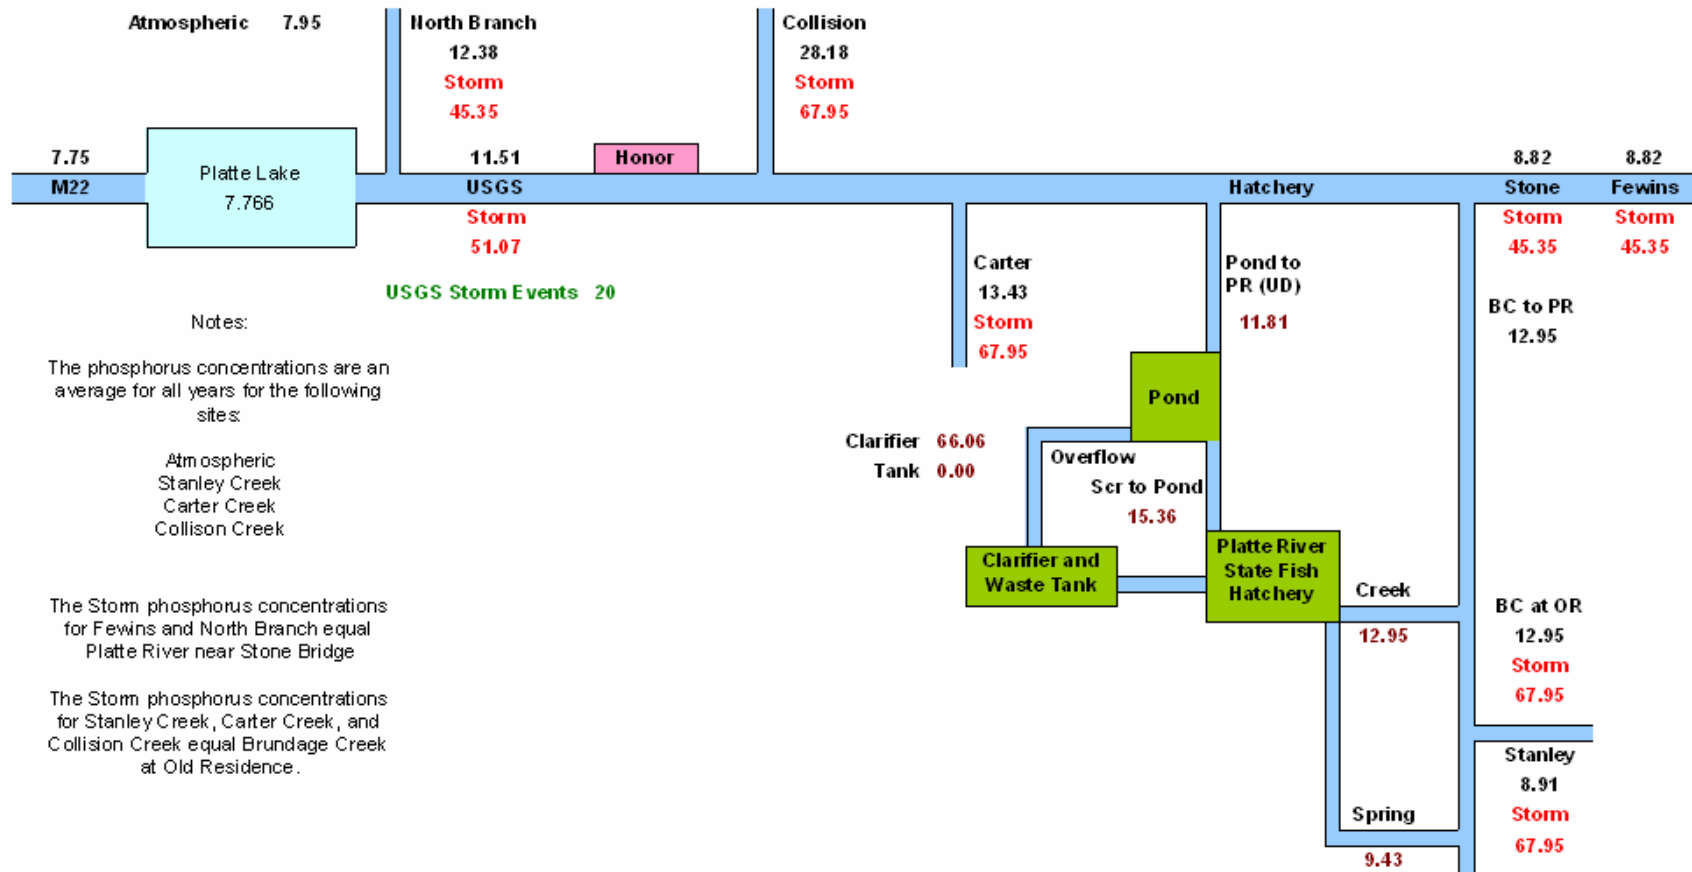 Atmospheric 7.95
North Branch
12.38
Storm
45.35
Collision
28.18
Storm
67.95
7.75
M22
Platte Lake
7.766
11.51
USGS
Storm
51.07
Honor
Hatchery
8.82
Stone
Storm
45.35
8.82
Fewins
Storm
45.35
USGS Storm Events 20
Carter
13.43
Storm
67.95
Pond to
PR (UD)
11.81
BC to PR
12.95
Notes:
The phosphorus concentrations are an
average for all years for the following
sites:
Atmospheric
Stanley Creek
Carter Creek
Collison Creek
The Storm phosphorus concentrations
for Fewins and North Branch equal
Platte River near Stone Bridge
The Storm phosphorus concentrations
for Stanley Creek, Carter Creek, and
Collision Creek equal Brundage Creek
at Old Residence.
Pond
Clarifier 66.06
Tank 0.00
Overflow
Scr to Pond
15.36
Clarifier and
Waste Tank
Platte River
State Fish
Hatchery
Creek
12.95
BC at OR
12.95
Storm
67.95
Stanley
8.91
Storm
67.95
Spring
9.43